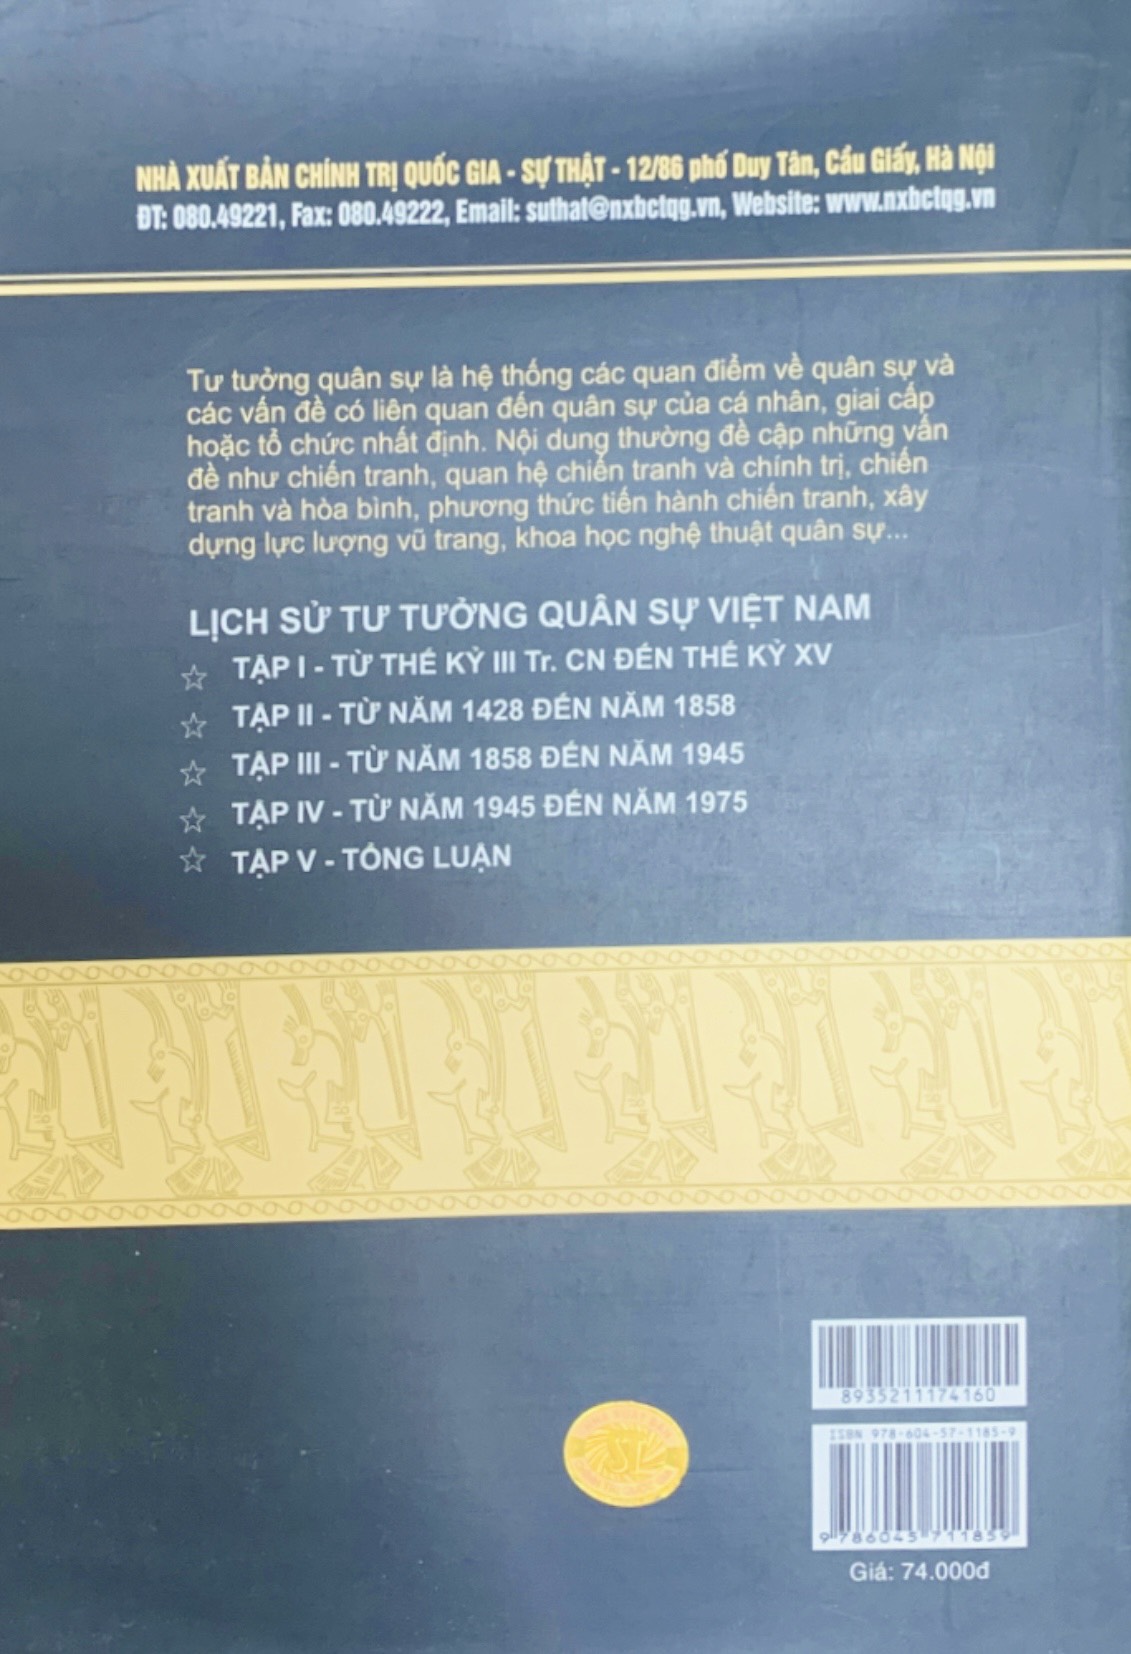 NHÀ XUẤT BẢN CHÍNH TRỊ QUỐC GIA - SỰ THẬT - 12/86 phố Duy Tân, Cầu Giấy, Hà Nội
ĐT: 080.49221, Fax: 080.49222, Email: suthat@nxbctqg.vn, Website: www.nxbctqg.vn
Tư tưởng quân sự là hệ thống các quan điểm về quân sự và
các vấn đề có liên quan đến quân sự của cá nhân, giai cấp
hoặc tổ chức nhất định. Nội dung thường đề cập những vấn
đề như chiến tranh, quan hệ chiến tranh và chính trị, chiến
tranh và hòa bình, phương thức tiến hành chiến tranh, xây
dựng lực lượng vũ trang, khoa học nghệ thuật quân sự...
LỊCH SỬ TƯ TƯỞNG QUÂN SỰ VIỆT NAM
☆ TẬP I - TỪ THẾ KỶ III Tr. CN ĐẾN THẾ KỶ XV
☆ TẬP II - TỪ NĂM 1428 ĐẾN NĂM 1858
☆ TẬP III - TỪ NĂM 1858 ĐẾN NĂM 1945
☆ TẬP IV - TỪ NĂM 1945 ĐẾN NĂM 1975
☆ TẬP V - TỔNG LUẬN
8935211174160
ISBN 978-604-57-1185-9
9 786045 711859
ST
Giá: 74.000đ